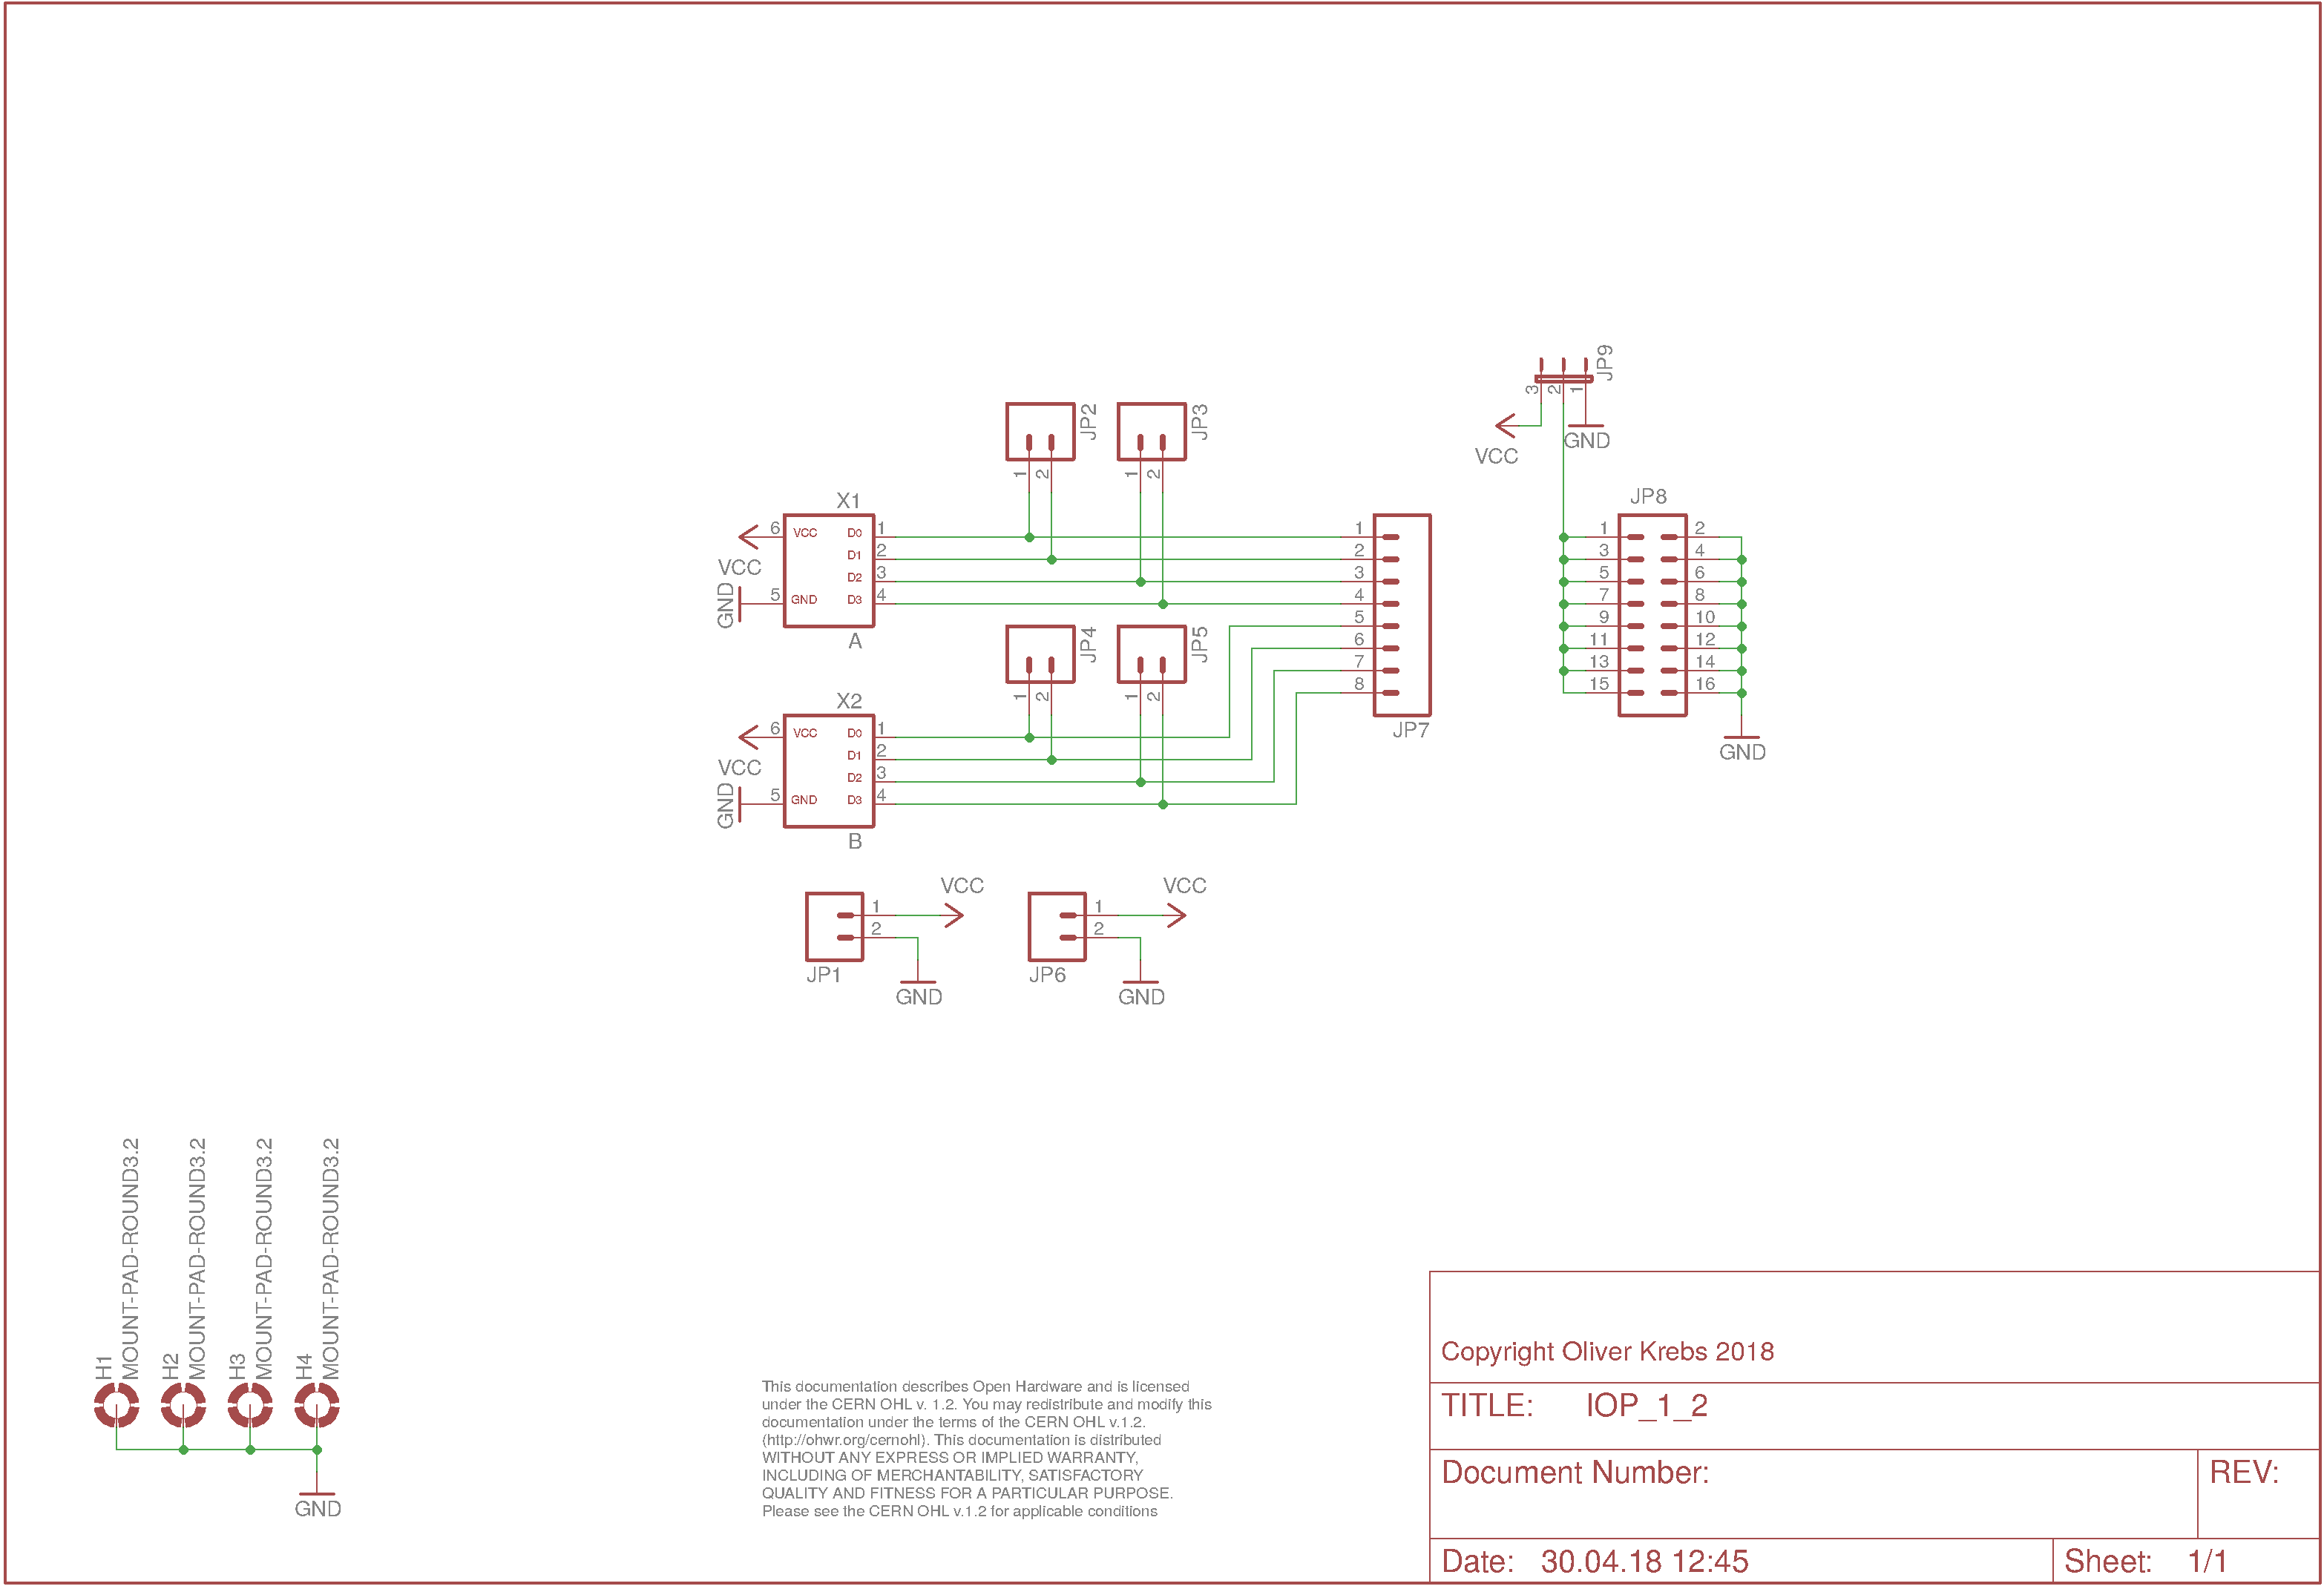 JP9
3 2 1
VCC
GND
JP2
JP3
1 2
1 2
X1
6 VCC D0 1
D1 2
D2 3
5 GND D3 4
VCC
GND
A
1
2
3
4
5
6
7
8
JP7
JP8
1 2
3 4
5 6
7 8
9 10
11 12
13 14
15 16
GND
JP4
JP5
1 2
1 2
X2
6 VCC D0 1
D1 2
D2 3
5 GND D3 4
VCC
GND
B
VCC
1
2
JP1
GND
VCC
1
2
JP6
GND
H1
MOUNT-PAD-ROUND3.2
H2
MOUNT-PAD-ROUND3.2
H3
MOUNT-PAD-ROUND3.2
H4
MOUNT-PAD-ROUND3.2
GND
This documentation describes Open Hardware and is licensed
under the CERN OHL v. 1.2. You may redistribute and modify this
documentation under the terms of the CERN OHL v.1.2.
(http://ohwr.org/cernohl). This documentation is distributed
WITHOUT ANY EXPRESS OR IMPLIED WARRANTY,
INCLUDING OF MERCHANTABILITY, SATISFACTORY
QUALITY AND FITNESS FOR A PARTICULAR PURPOSE.
Please see the CERN OHL v.1.2 for applicable conditions
Copyright Oliver Krebs 2018
TITLE: IOP_1_2
Document Number:
REV:
Date: 30.04.18 12:45
Sheet: 1/1